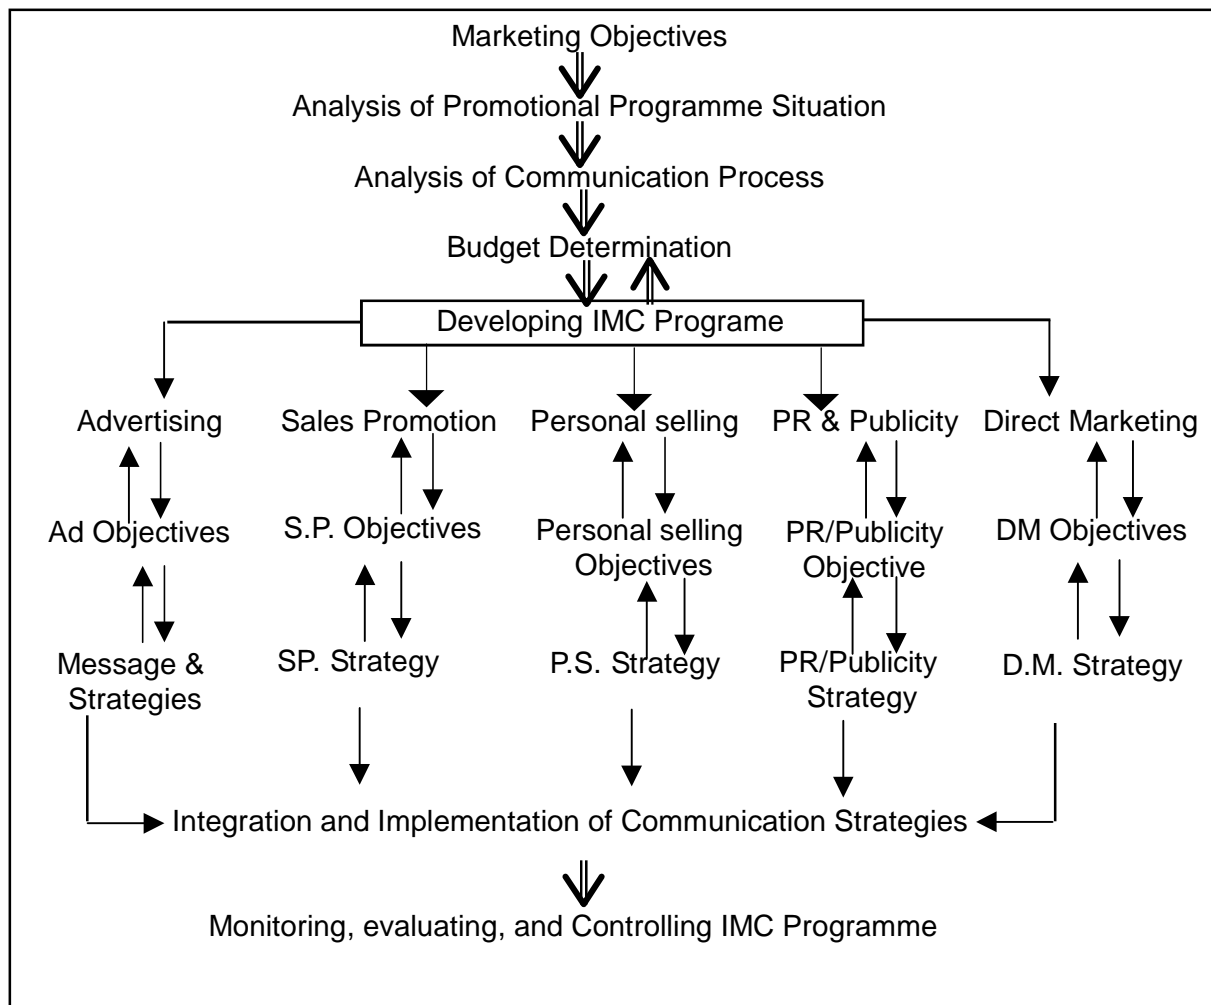 Marketing Objectives
Analysis of Promotional Programme Situation
Analysis of Communication Process
Budget Determination
Developing IMC Programe
Advertising
Sales Promotion
Personal selling
PR & Publicity
Direct Marketing
Ad Objectives
S.P. Objectives
Personal selling
Objectives
PR/Publicity
Objective
DM Objectives
Message &
Strategies
SP. Strategy
P.S. Strategy
PR/Publicity
Strategy
D.M. Strategy
Integration and Implementation of Communication Strategies
Monitoring, evaluating, and Controlling IMC Programme